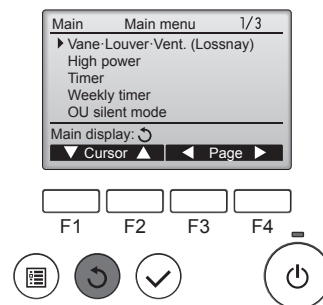 Main Main menu 1/3
Vane·Louver·Vent. (Lossnay)
High power
Timer
Weekly timer
OU silent mode
Main display:
Cursor Page
F1 F2 F3 F4